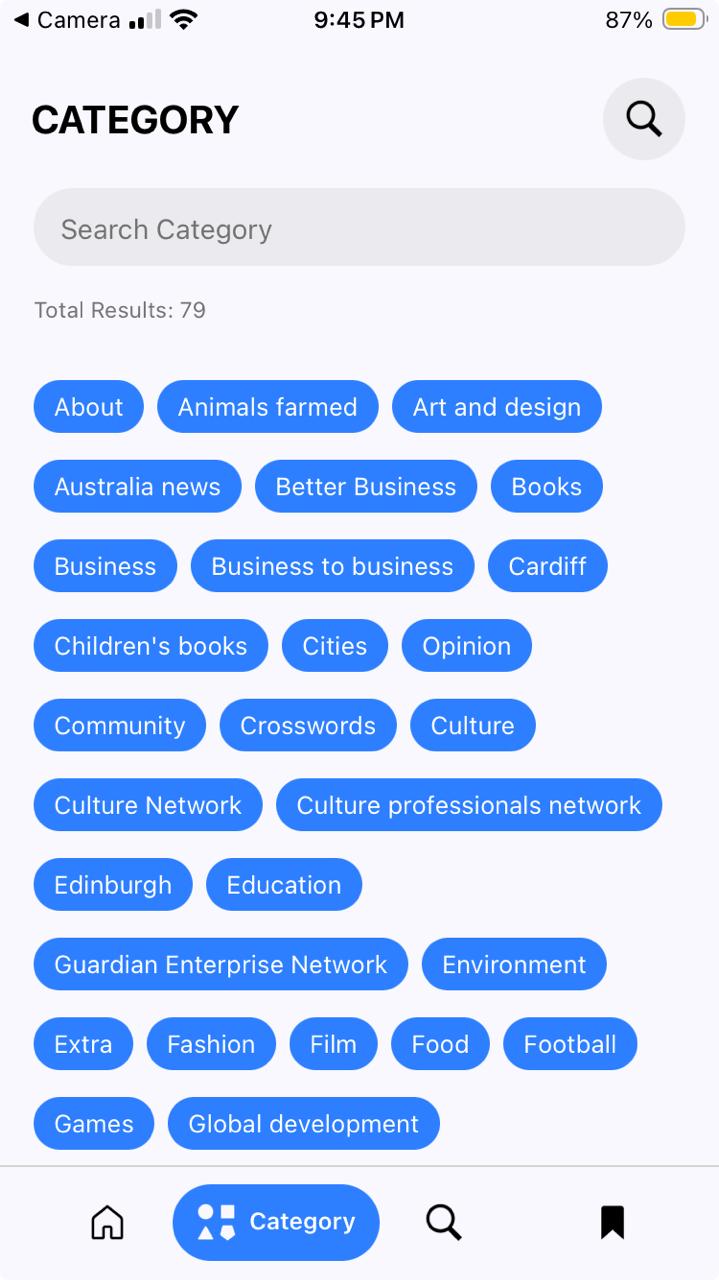 Camera 9:45 PM 87%
CATEGORY
Search Category
Total Results: 79
About Animals farmed Art and design
Australia news Better Business Books
Business Business to business Cardiff
Children's books Cities Opinion
Community Crosswords Culture
Culture Network Culture professionals network
Edinburgh Education
Guardian Enterprise Network Environment
Extra Fashion Film Food Football
Games Global development
Category